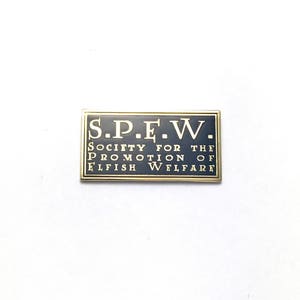 S.P.E.W.
SOCIETY FOR THE
PROMOTION OF
ELFISH WELFARE